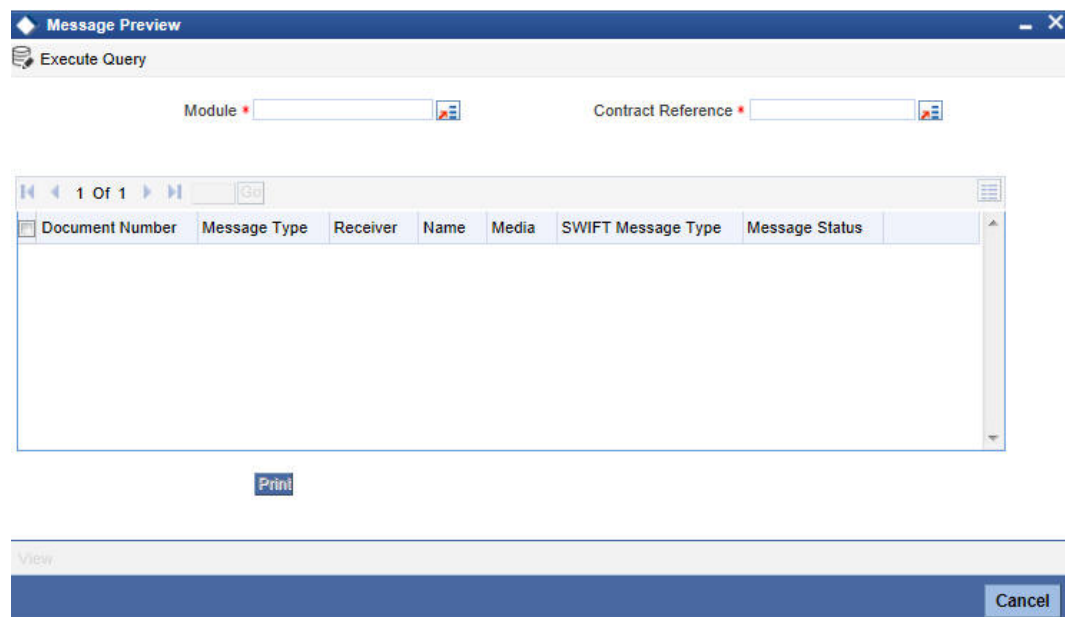 Message Preview
Execute Query
Module * Contract Reference *
1 Of 1 Go
Document Number Message Type Receiver Name Media SWIFT Message Type Message Status
Print
View
Cancel